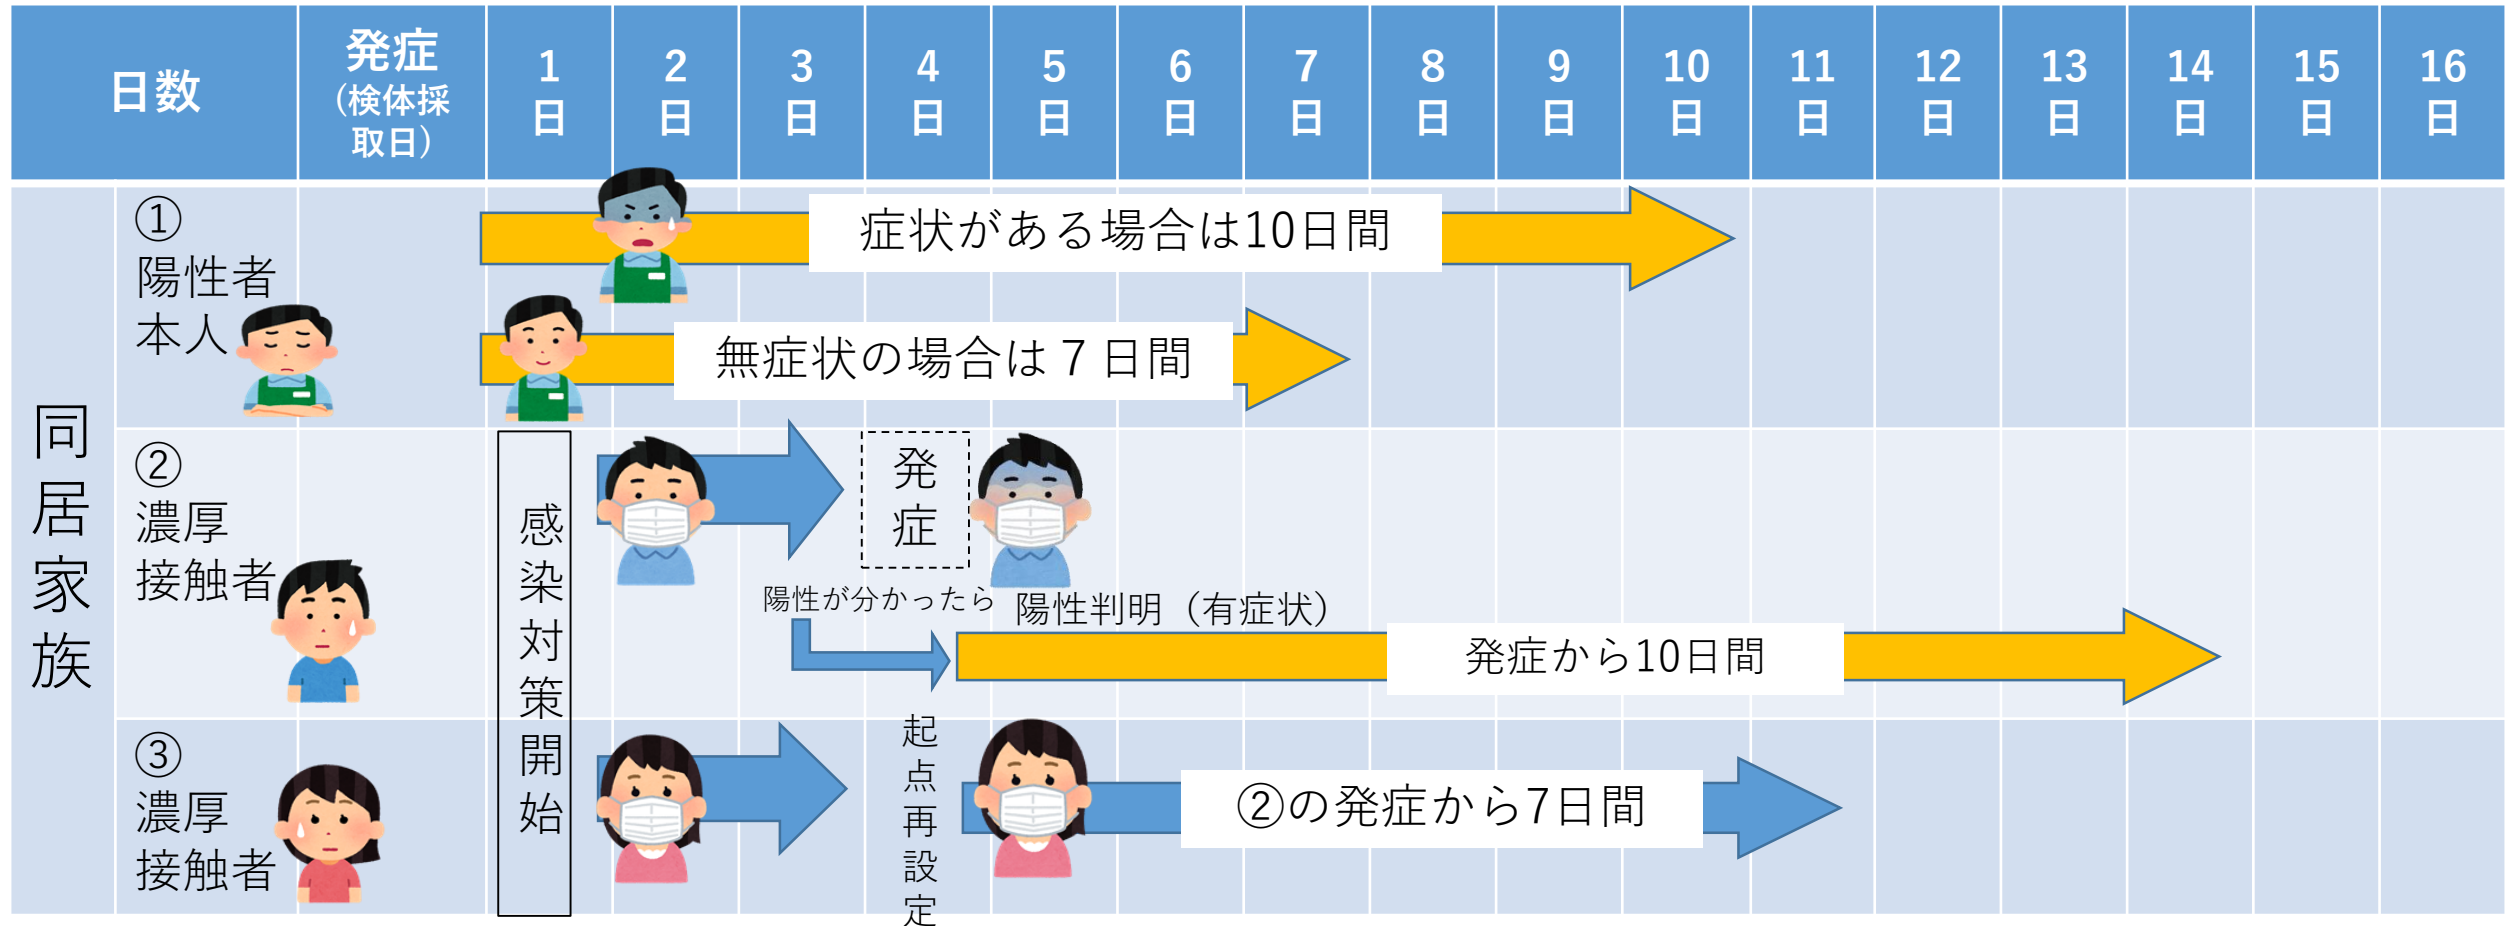 日数
発症
(検体採
取日)
1
日
2
日
3
日
4
日
5
日
6
日
7
日
8
日
9
日
10
日
11
日
12
日
13
日
14
日
15
日
16
日
同居家族
①
陽性者
本人
症状がある場合は10日間
無症状の場合は７日間
感染対策開始
②
濃厚
接触者
発症
陽性が分かったら
陽性判明（有症状）
発症から10日間
③
濃厚
接触者
起点再設定
②の発症から7日間